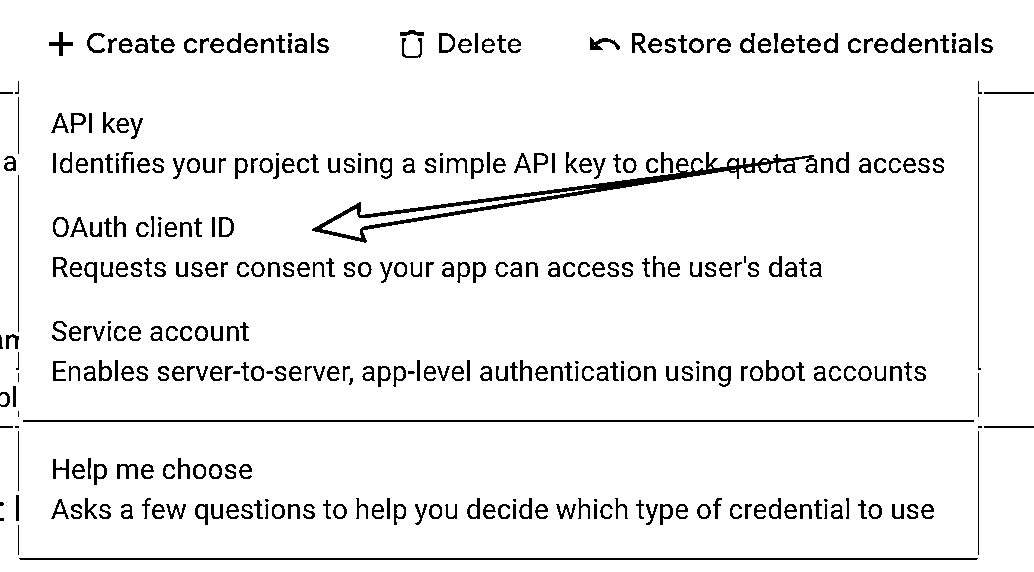 + Create credentials Delete Restore deleted credentials
API key
Identifies your project using a simple API key to check quota and access
OAuth client ID
Requests user consent so your app can access the user's data
Service account
Enables server-to-server, app-level authentication using robot accounts
Help me choose
Asks a few questions to help you decide which type of credential to use